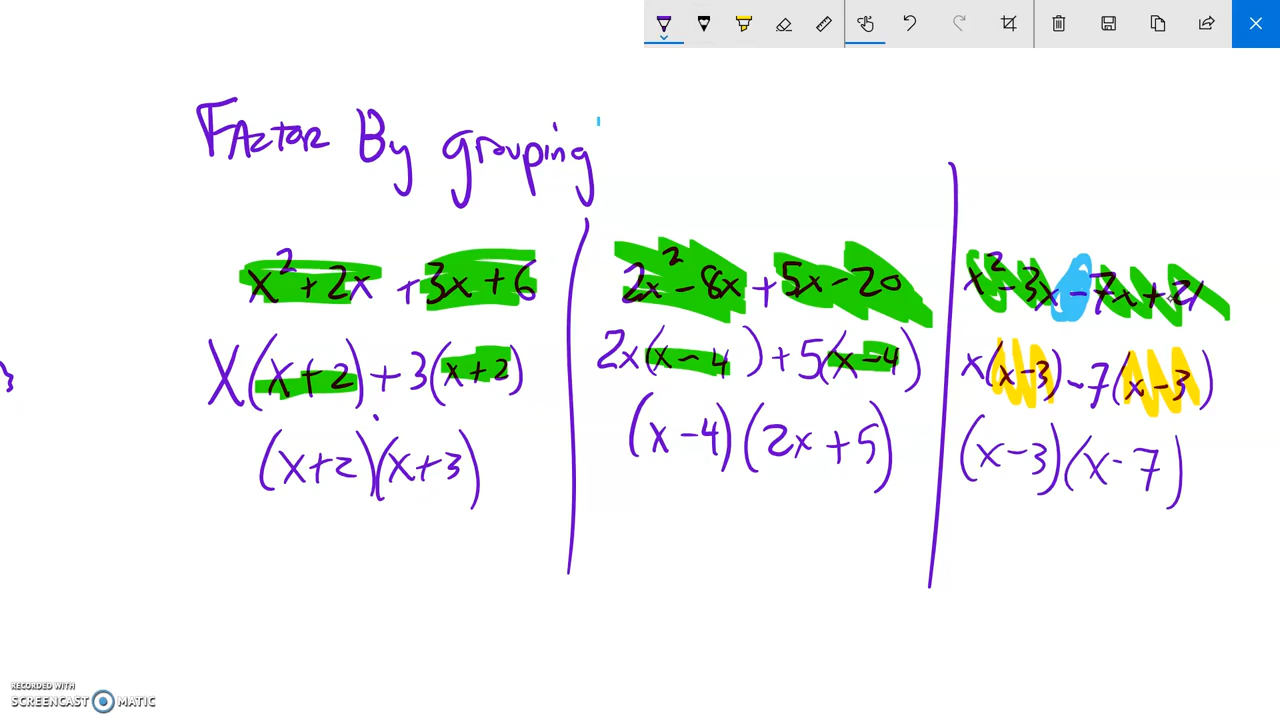 Factor By grouping
x² + 2x + 3x + 6
x(x+2) + 3(x+2)
(x+2)(x+3)
2x² - 8x + 5x - 20
2x(x-4) + 5(x-4)
(x-4)(2x+5)
x² - 3x - 7x + 21
x(x-3) - 7(x-3)
(x-3)(x-7)
RECORDED WITH
SCREENCAST MATIC